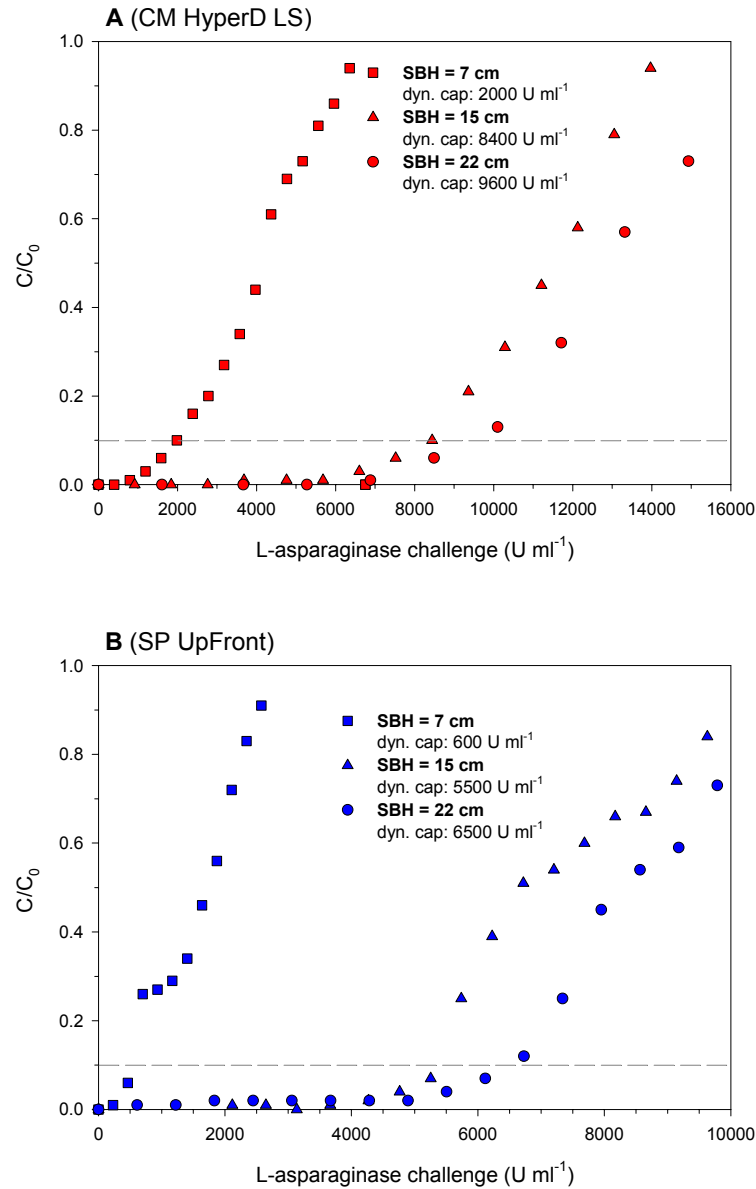 A (CM HyperD LS)
1.0
0.8
0.6
0.4
0.2
0.0
C/C₀
SBH = 7 cm
dyn. cap: 2000 U ml⁻¹
SBH = 15 cm
dyn. cap: 8400 U ml⁻¹
SBH = 22 cm
dyn. cap: 9600 U ml⁻¹
0 2000 4000 6000 8000 10000 12000 14000 16000
L-asparaginase challenge (U ml⁻¹)
B (SP UpFront)
1.0
0.8
0.6
0.4
0.2
0.0
C/C₀
SBH = 7 cm
dyn. cap: 600 U ml⁻¹
SBH = 15 cm
dyn. cap: 5500 U ml⁻¹
SBH = 22 cm
dyn. cap: 6500 U ml⁻¹
0 2000 4000 6000 8000 10000
L-asparaginase challenge (U ml⁻¹)